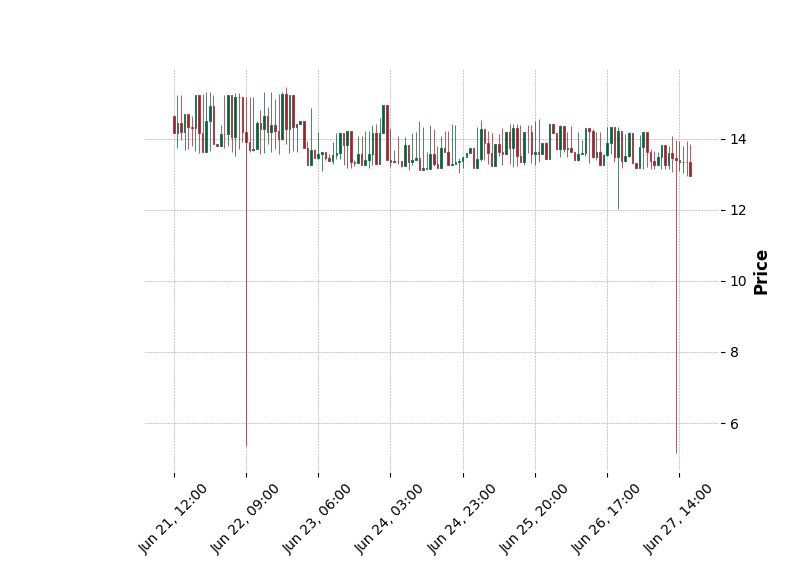 14
12
10
8
6
Price
Jun 21, 12:00
Jun 22, 09:00
Jun 23, 06:00
Jun 24, 03:00
Jun 24, 23:00
Jun 25, 20:00
Jun 26, 17:00
Jun 27, 14:00